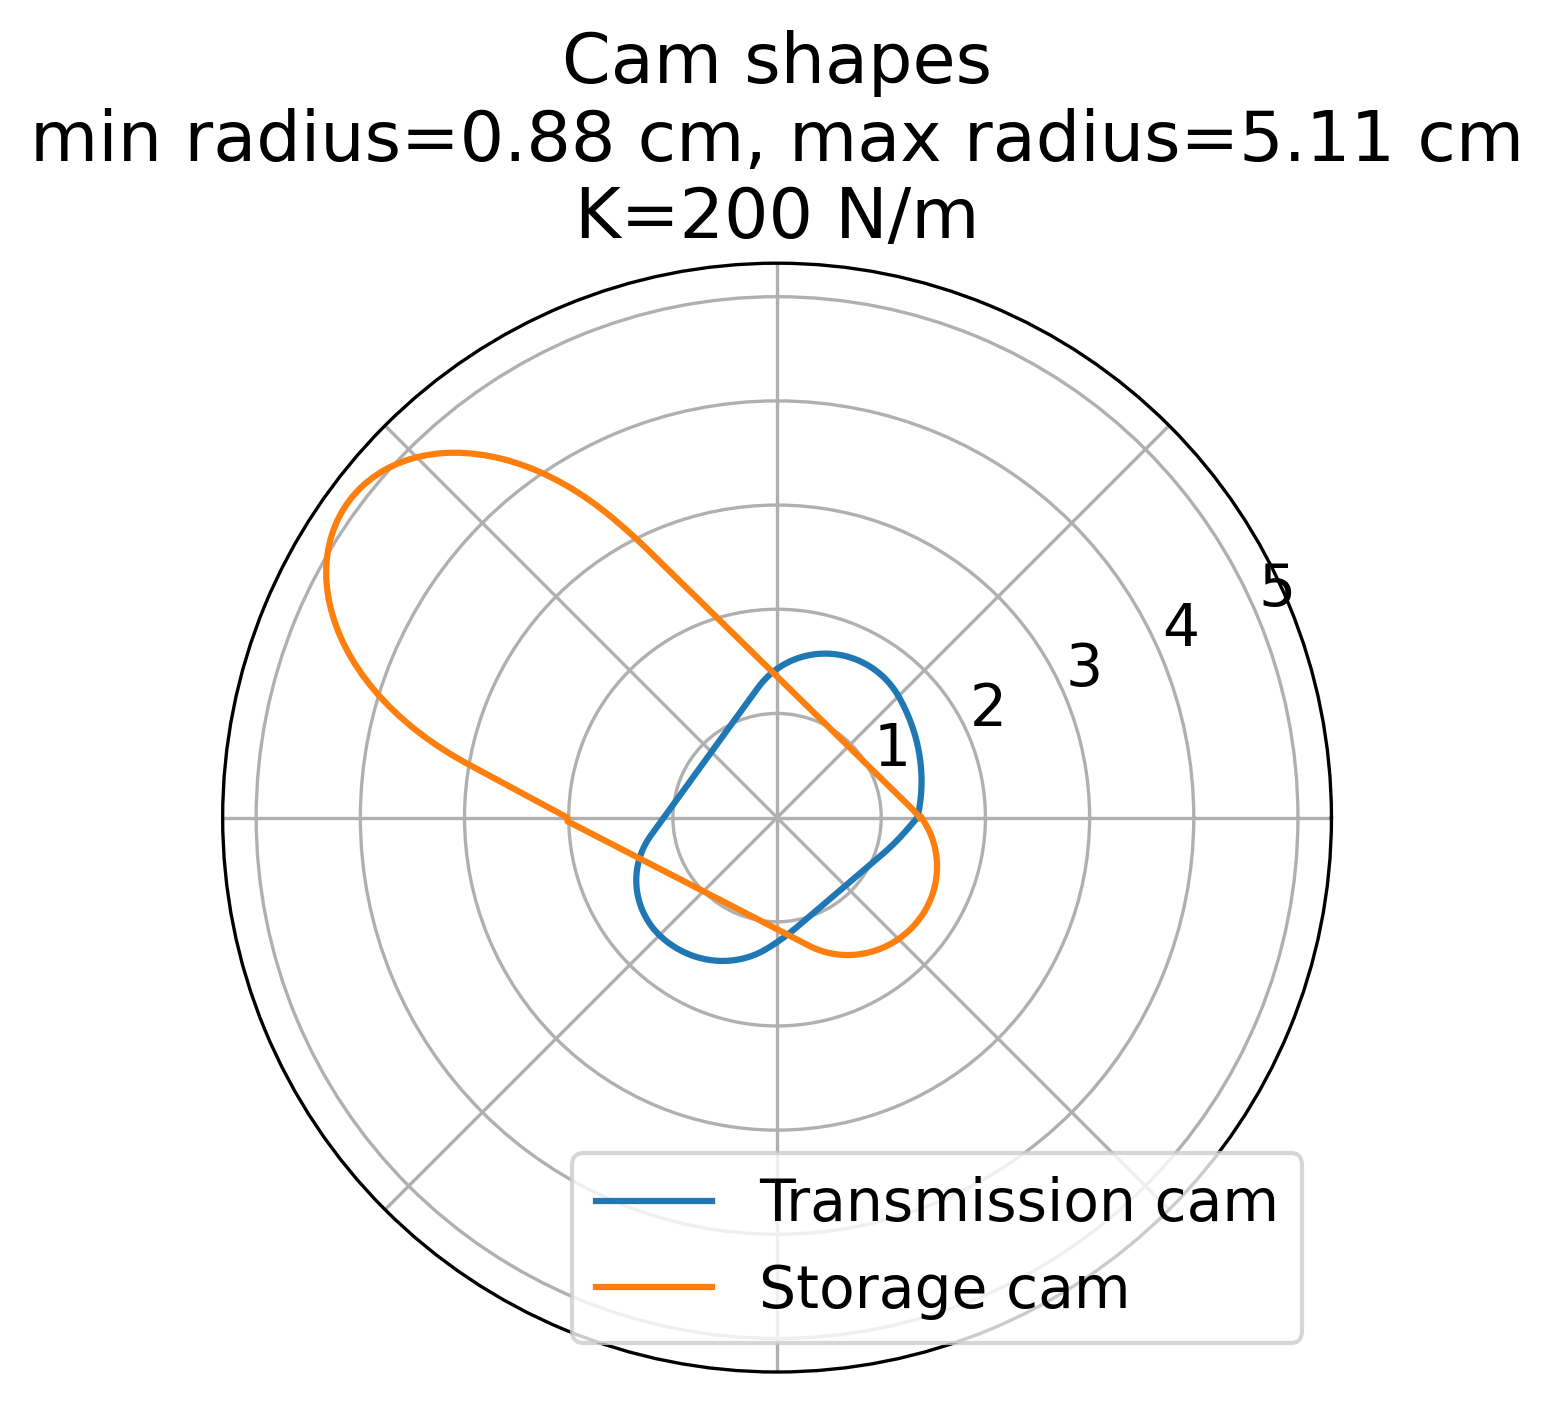 Cam shapes
min radius=0.88 cm, max radius=5.11 cm
K=200 N/m
5
4
3
2
1
Transmission cam
Storage cam